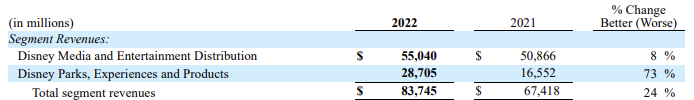 % Change
(in millions) 2022 2021 Better (Worse)
Segment Revenues:
Disney Media and Entertainment Distribution $ 55,040 $ 50,866 8 %
Disney Parks, Experiences and Products 28,705 16,552 73 %
Total segment revenues $ 83,745 $ 67,418 24 %